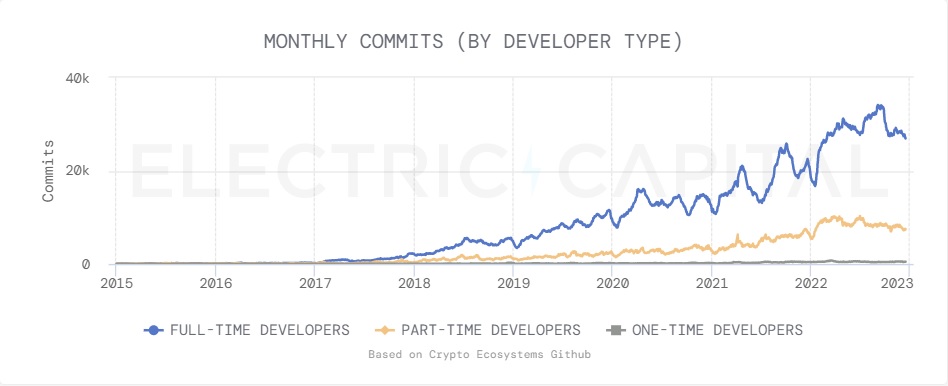 MONTHLY COMMITS (BY DEVELOPER TYPE)
40k
20k
0
Commits
ELECTRIC CAPITAL
2015 2016 2017 2018 2019 2020 2021 2022 2023
FULL-TIME DEVELOPERS PART-TIME DEVELOPERS ONE-TIME DEVELOPERS
Based on Crypto Ecosystems Github